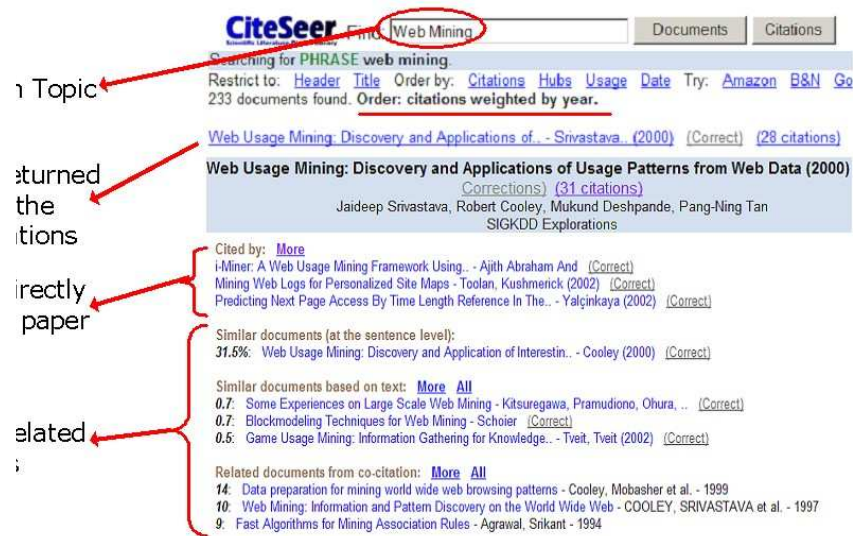 CiteSeer Find: Web Mining Documents Citations
Scientific Literature Digital Library
Searching for PHRASE web mining.
Restrict to: Header Title Order by: Citations Hubs Usage Date Try: Amazon B&N Go
233 documents found. Order: citations weighted by year.
n Topic
Web Usage Mining: Discovery and Applications of.. - Srivastava.. (2000) (Correct) (28 citations)
eturned
the
tions
Web Usage Mining: Discovery and Applications of Usage Patterns from Web Data (2000)
Corrections) (31 citations)
Jaideep Srivastava, Robert Cooley, Mukund Deshpande, Pang-Ning Tan
SIGKDD Explorations
irectly
paper
Cited by: More
i-Miner: A Web Usage Mining Framework Using.. - Ajith Abraham And (Correct)
Mining Web Logs for Personalized Site Maps - Toolan, Kushmerick (2002) (Correct)
Predicting Next Page Access By Time Length Reference In The.. - Yalçinkaya (2002) (Correct)
elated
s
Similar documents (at the sentence level):
31.5%: Web Usage Mining: Discovery and Application of Interestin.. - Cooley (2000) (Correct)
Similar documents based on text: More All
0.7: Some Experiences on Large Scale Web Mining - Kitsuregawa, Pramudiono, Ohura, .. (Correct)
0.7: Blockmodeling Techniques for Web Mining - Schoier (Correct)
0.5: Game Usage Mining: Information Gathering for Knowledge.. - Tveit, Tveit (2002) (Correct)
Related documents from co-citation: More All
14: Data preparation for mining world wide web browsing patterns - Cooley, Mobasher et al. - 1999
10: Web Mining: Information and Pattern Discovery on the World Wide Web - COOLEY, SRIVASTAVA et al. - 1997
9: Fast Algorithms for Mining Association Rules - Agrawal, Srikant - 1994